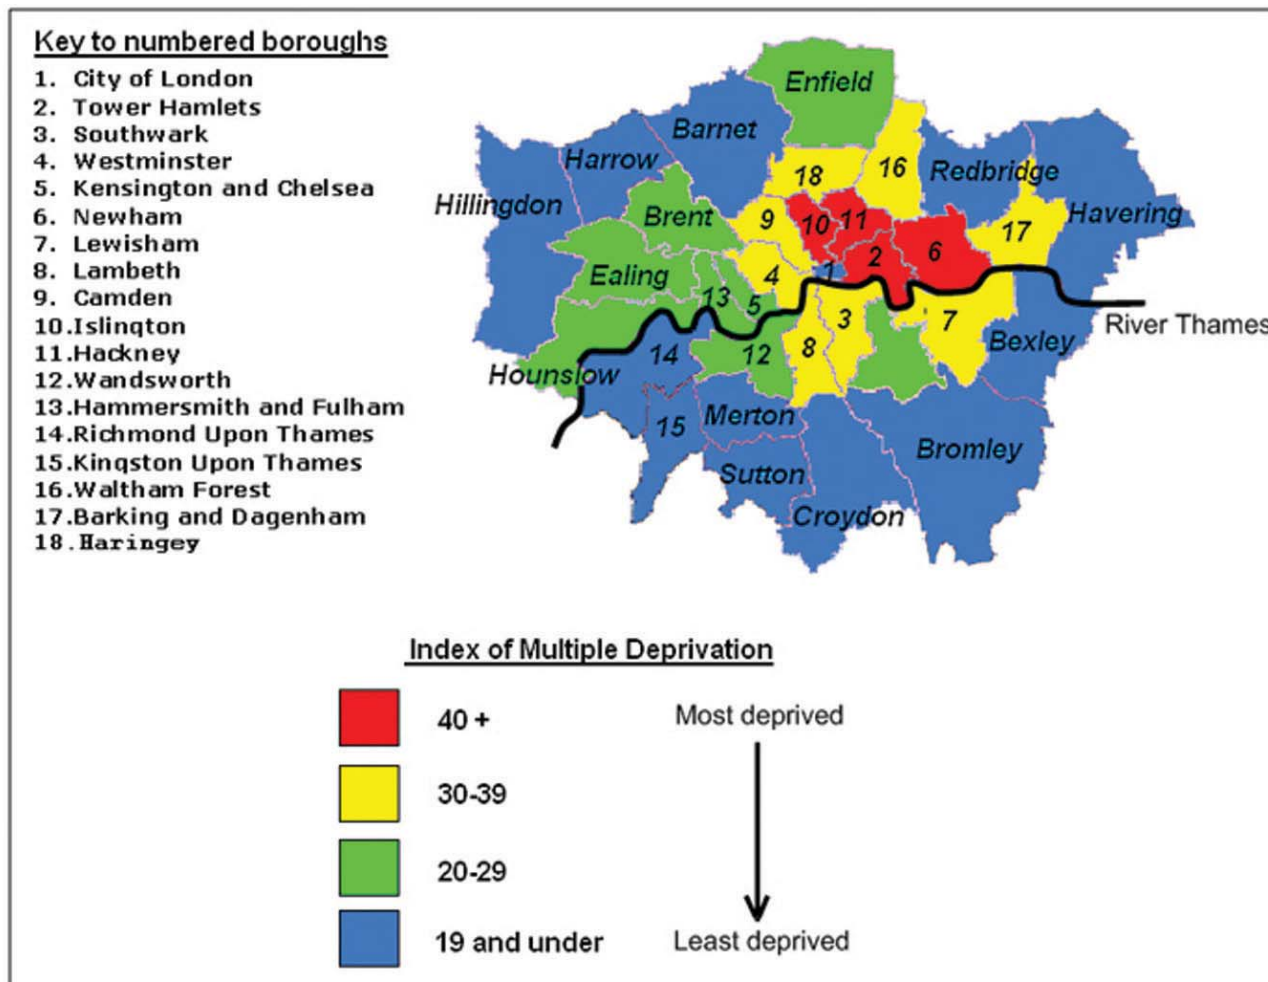 Key to numbered boroughs
1. City of London
2. Tower Hamlets
3. Southwark
4. Westminster
5. Kensington and Chelsea
6. Newham
7. Lewisham
8. Lambeth
9. Camden
10.Islinqton
11.Hackney
12.Wandsworth
13.Hammersmith and Fulham
14.Richmond Upon Thames
15.Kinqston Upon Thames
16.Waltham Forest
17.Barking and Dagenham
18.Haringey
Enfield
Barnet
Harrow
18
16
Redbridge
Hillingdon
Brent
9
10
11
17
Havering
Ealing
13
5
4
1
2
6
River Thames
Hounslow
14
12
8
3
7
Bexley
15
Merton
Bromley
Sutton
Croydon
Index of Multiple Deprivation
40 +
Most deprived
30-39
20-29
19 and under
Least deprived